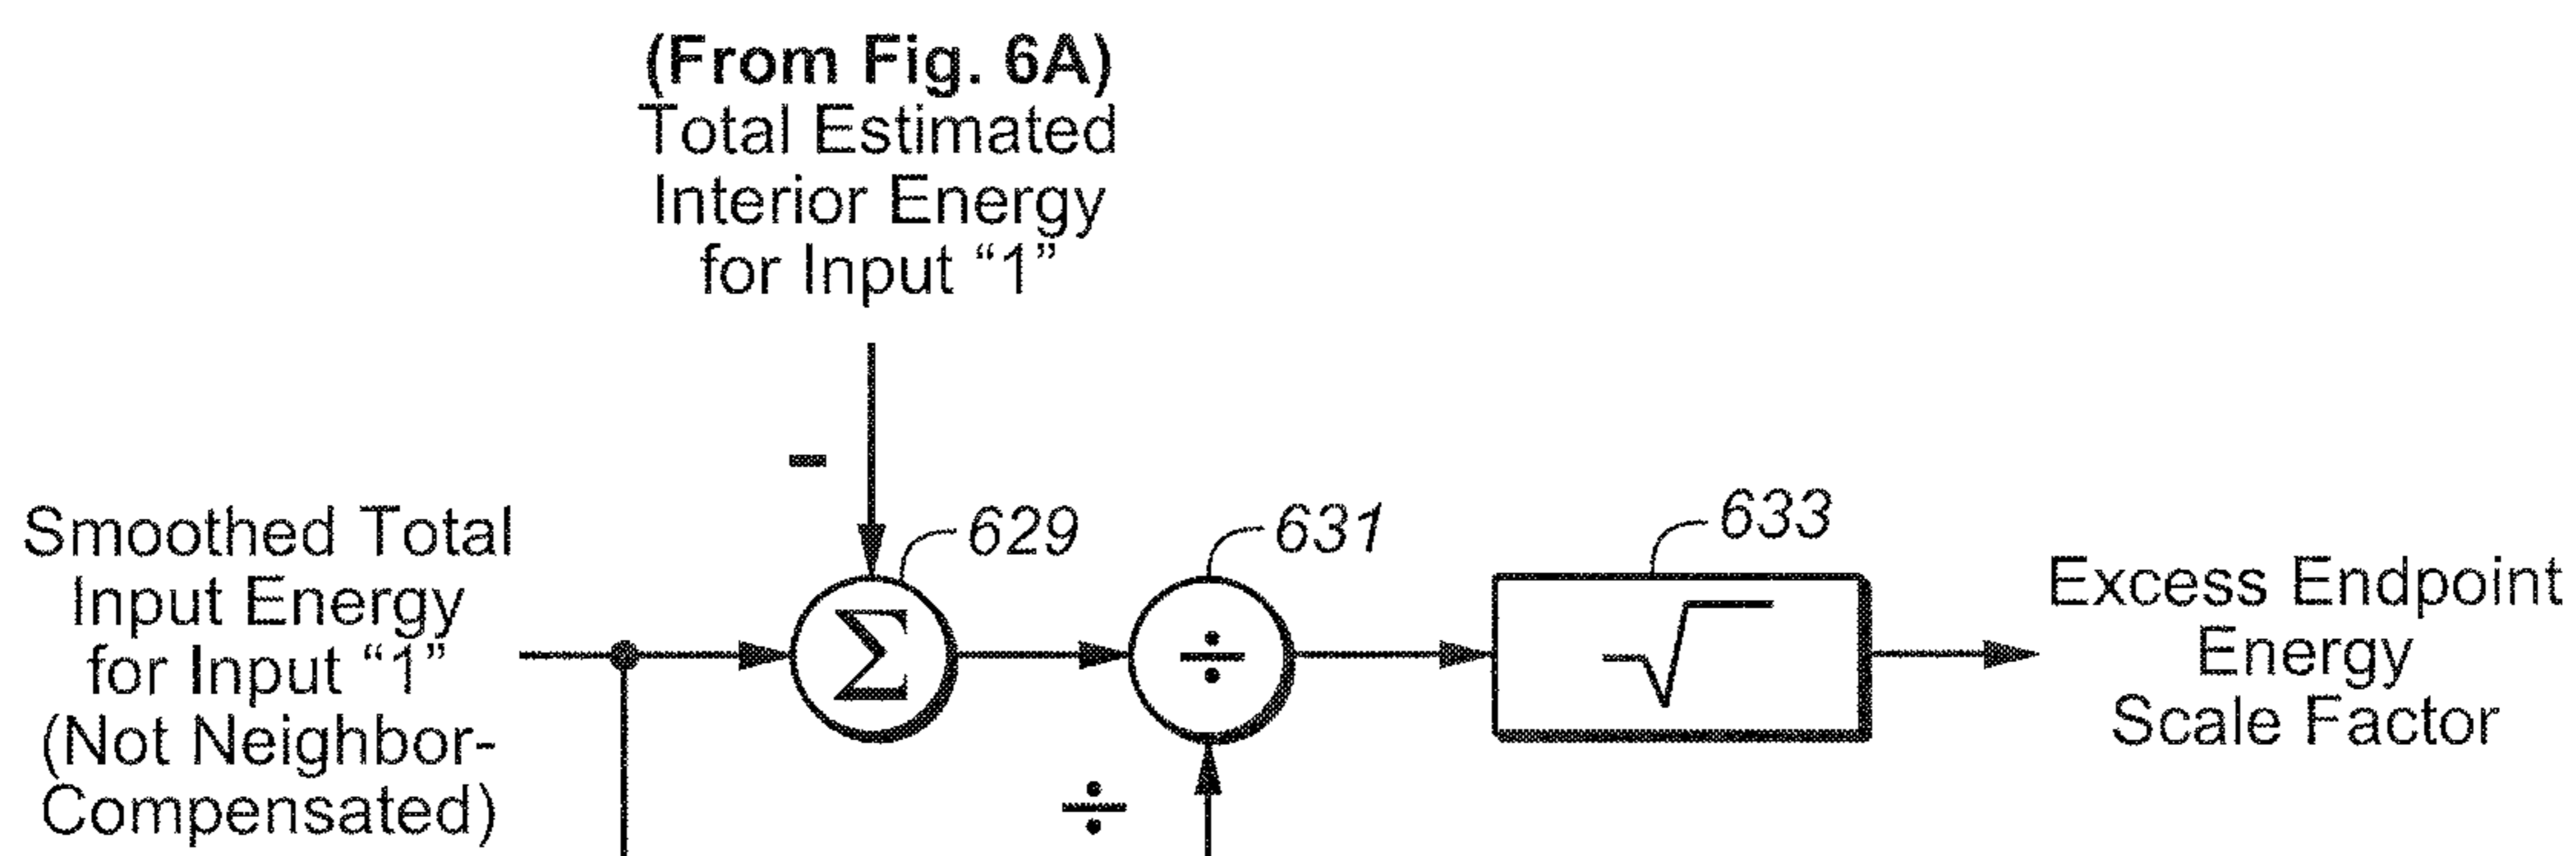 (From Fig. 6A)
Total Estimated
Interior Energy
for Input “1”
−
Smoothed Total
Input Energy
for Input “1”
(Not Neighbor-
Compensated)
629
Σ
631
÷
÷
633
√
Excess Endpoint
Energy
Scale Factor